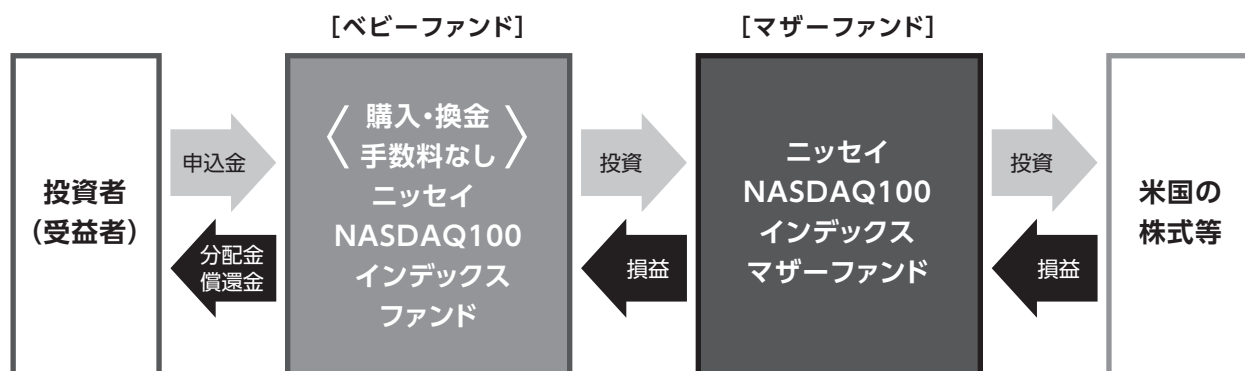 [ベビーファンド]
[マザーファンド]
投資者
（受益者）
申込金
分配金
償還金
〈購入・換金
手数料なし〉
ニッセイ
NASDAQ100
インデックス
ファンド
投資
損益
ニッセイ
NASDAQ100
インデックス
マザーファンド
投資
損益
米国の
株式等